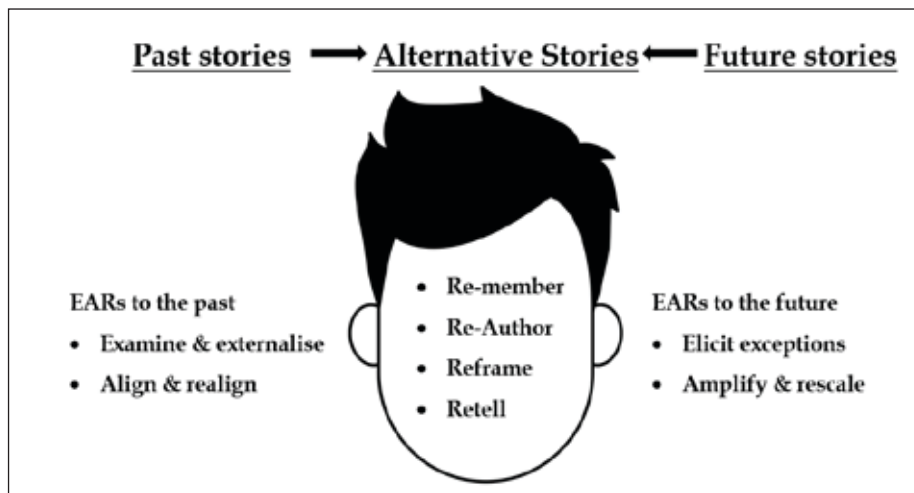 Past stories Alternative Stories Future stories
EARs to the past
• Examine & externalise
• Align & realign
• Re-member
• Re-Author
• Reframe
• Retell
EARs to the future
• Elicit exceptions
• Amplify & rescale